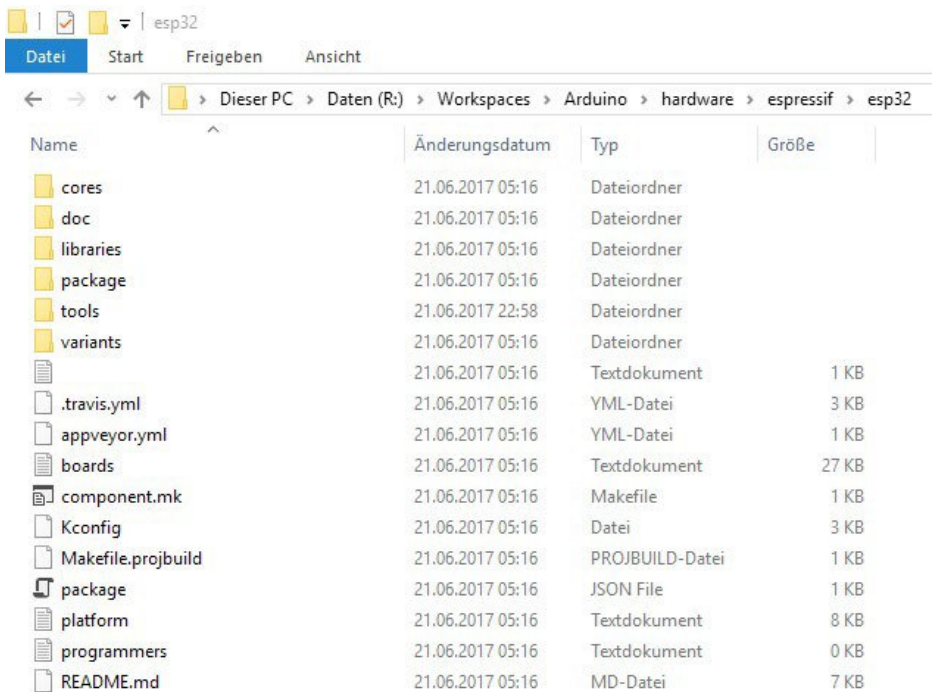 esp32
Datei Start Freigeben Ansicht
Dieser PC > Daten (R:) > Workspaces > Arduino > hardware > espressif > esp32
Name Änderungsdatum Typ Größe
cores 21.06.2017 05:16 Dateiordner
doc 21.06.2017 05:16 Dateiordner
libraries 21.06.2017 05:16 Dateiordner
package 21.06.2017 05:16 Dateiordner
tools 21.06.2017 22:58 Dateiordner
variants 21.06.2017 05:16 Dateiordner
21.06.2017 05:16 Textdokument 1 KB
.travis.yml 21.06.2017 05:16 YML-Datei 3 KB
appveyor.yml 21.06.2017 05:16 YML-Datei 1 KB
boards 21.06.2017 05:16 Textdokument 27 KB
component.mk 21.06.2017 05:16 Makefile 1 KB
Kconfig 21.06.2017 05:16 Datei 3 KB
Makefile.projbuild 21.06.2017 05:16 PROJBUILD-Datei 1 KB
package 21.06.2017 05:16 JSON File 1 KB
platform 21.06.2017 05:16 Textdokument 8 KB
programmers 21.06.2017 05:16 Textdokument 0 KB
README.md 21.06.2017 05:16 MD-Datei 7 KB